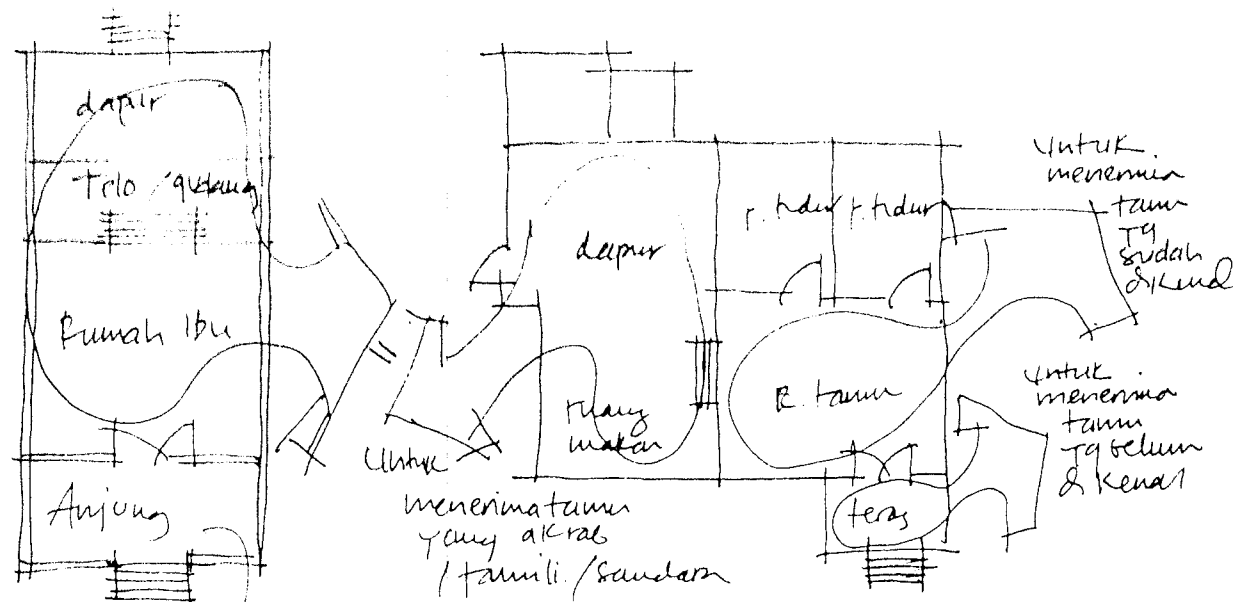 dapur
Telo / gudang
Rumah Ibu
Anjung
dapur
ruang
makan
r. tidur
r. tidur
R. tamu
teras
untuk
menerima
tamu
yg
sudah
dikenal
untuk
menerima
tamu
yg belum
dikenal
Untuk
menerima tamu
yang akrab
/ famili / saudara